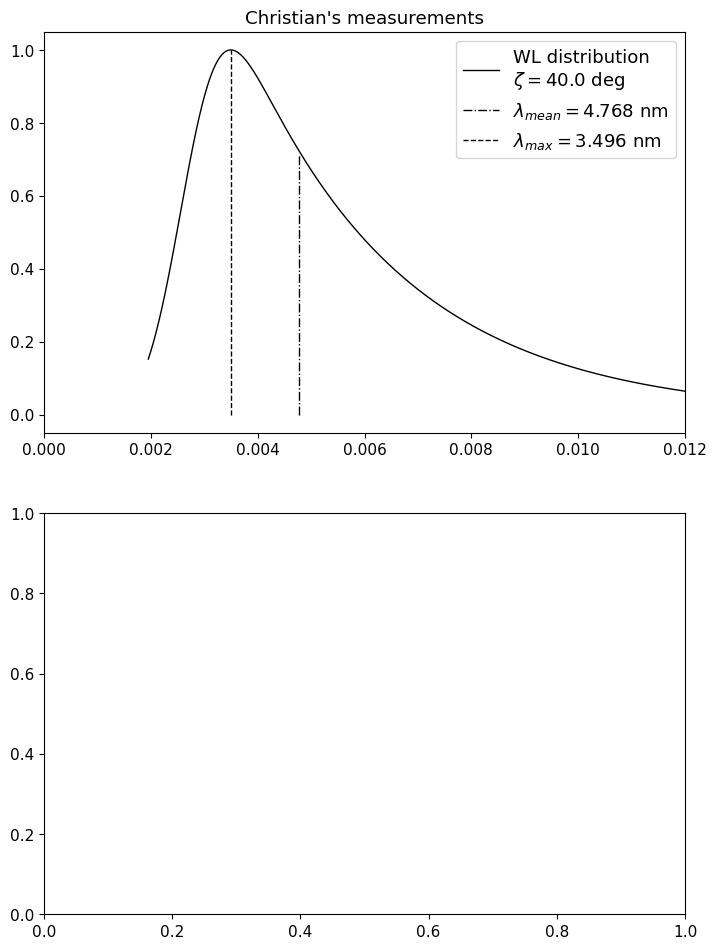 Christian's measurements
1.0
0.8
0.6
0.4
0.2
0.0
WL distribution
ζ = 40.0 deg
λ_mean = 4.768 nm
λ_max = 3.496 nm
0.000 0.002 0.004 0.006 0.008 0.010 0.012
1.0
0.8
0.6
0.4
0.2
0.0
0.0 0.2 0.4 0.6 0.8 1.0